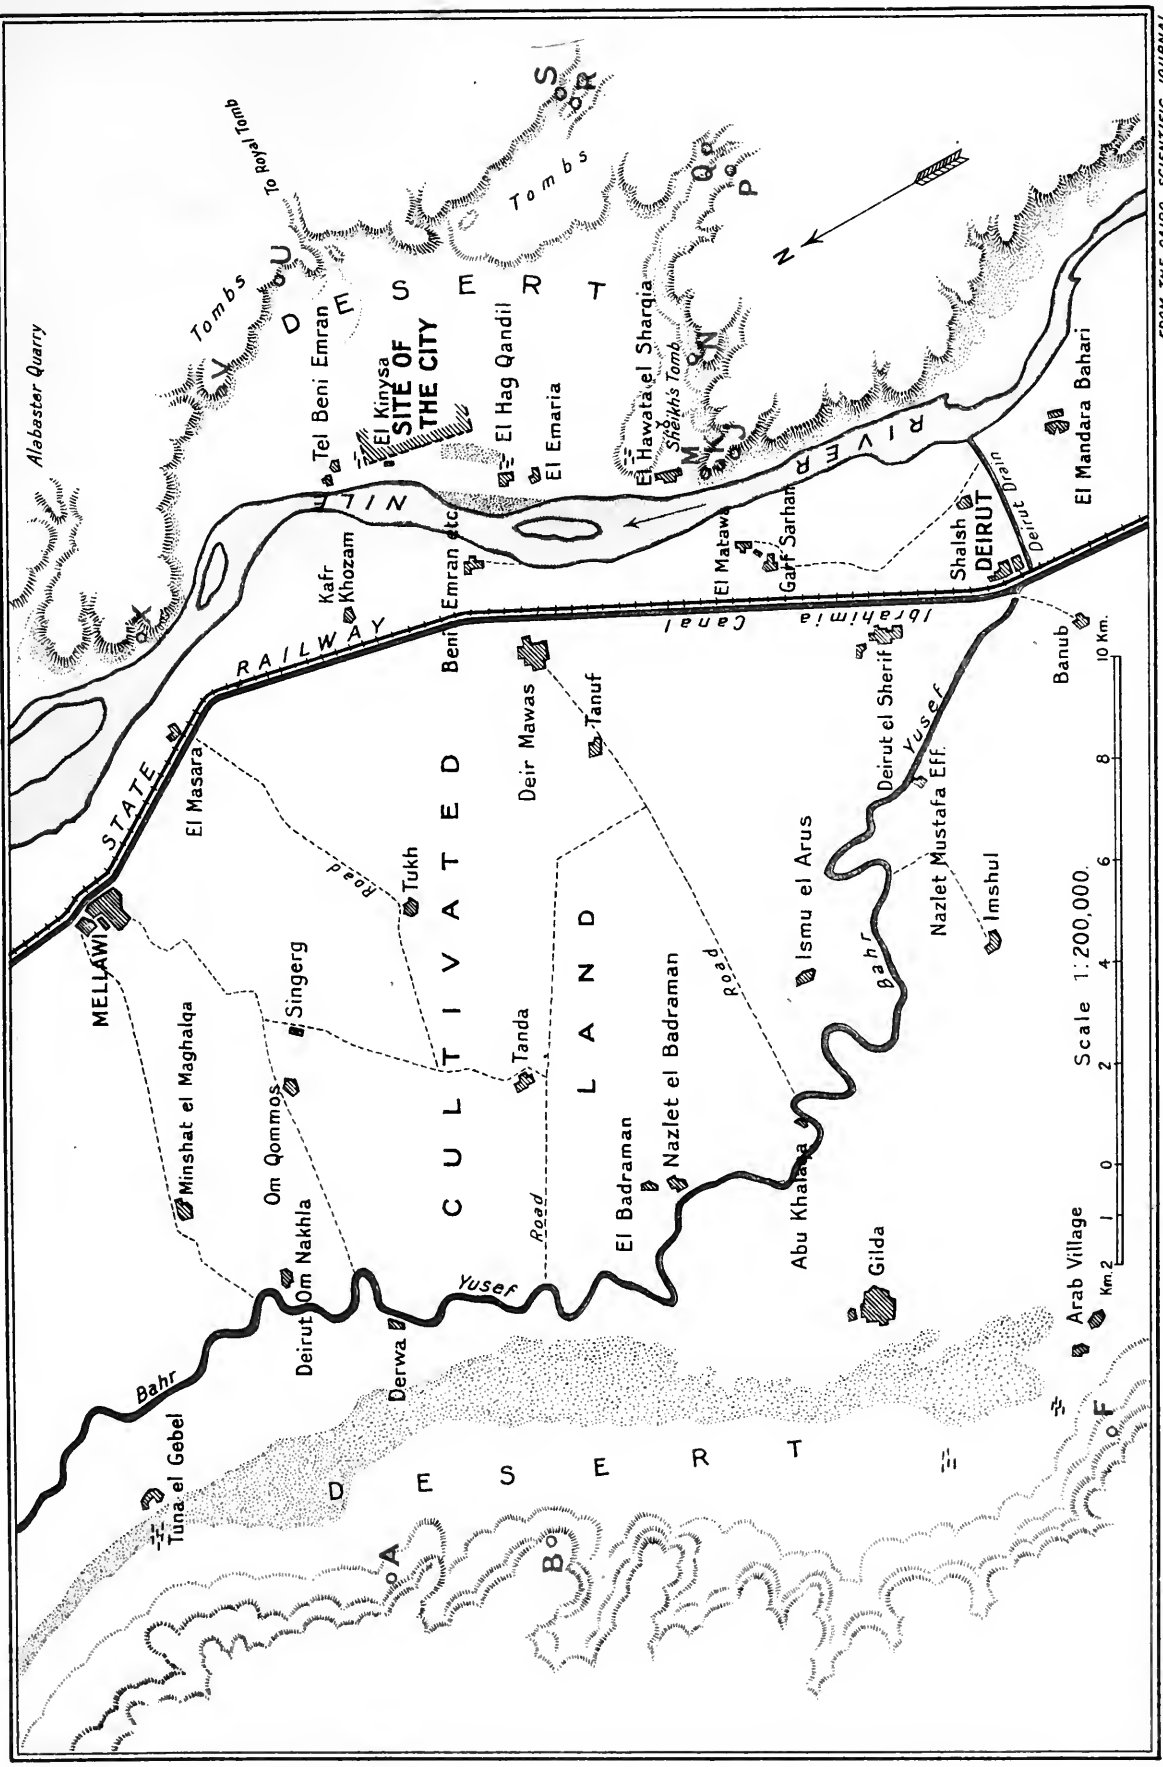 FROM THE CAIRO SCIENTIFIC JOURNAL
Alabaster Quarry
To Royal Tomb
Tombs
Tombs
S
R
Q
P
U
V
X
N
M
K
J
N
DESERT
Tel Beni Emran
El Kinysa
SITE OF
THE CITY
El Hag Qandil
El Emaria
El Hawata el Sharqia
Sheikh's Tomb
RIVER
NILE
Kafr
Khozam
Beni Emran etc.
El Matawa
Garf Sarhan
Shalsh
DEIRUT
Deirut Drain
El Mandara Bahari
STATE RAILWAY
Ibrahimia Canal
El Masara
MELLAWI
Deir Mawas
Tanuf
Deirut el Sherif
Banub
Road
Tukh
CULTIVATED
LAND
Road
Ismu el Arus
Bahr Yusef
Nazlet Mustafa Eff.
Imshul
Minshat el Maghalqa
Singerg
Om Qommos
Tanda
Road
El Badraman
Nazlet el Badraman
Abu Khalaqa
Deirut Om Nakhla
Bahr Yusef
Derwa
Gilda
Arab Village
Tuna el Gebel
DESERT
A
B
F
Scale 1:200,000.
Km. 2 1 0 2 4 6 8 10 Km.